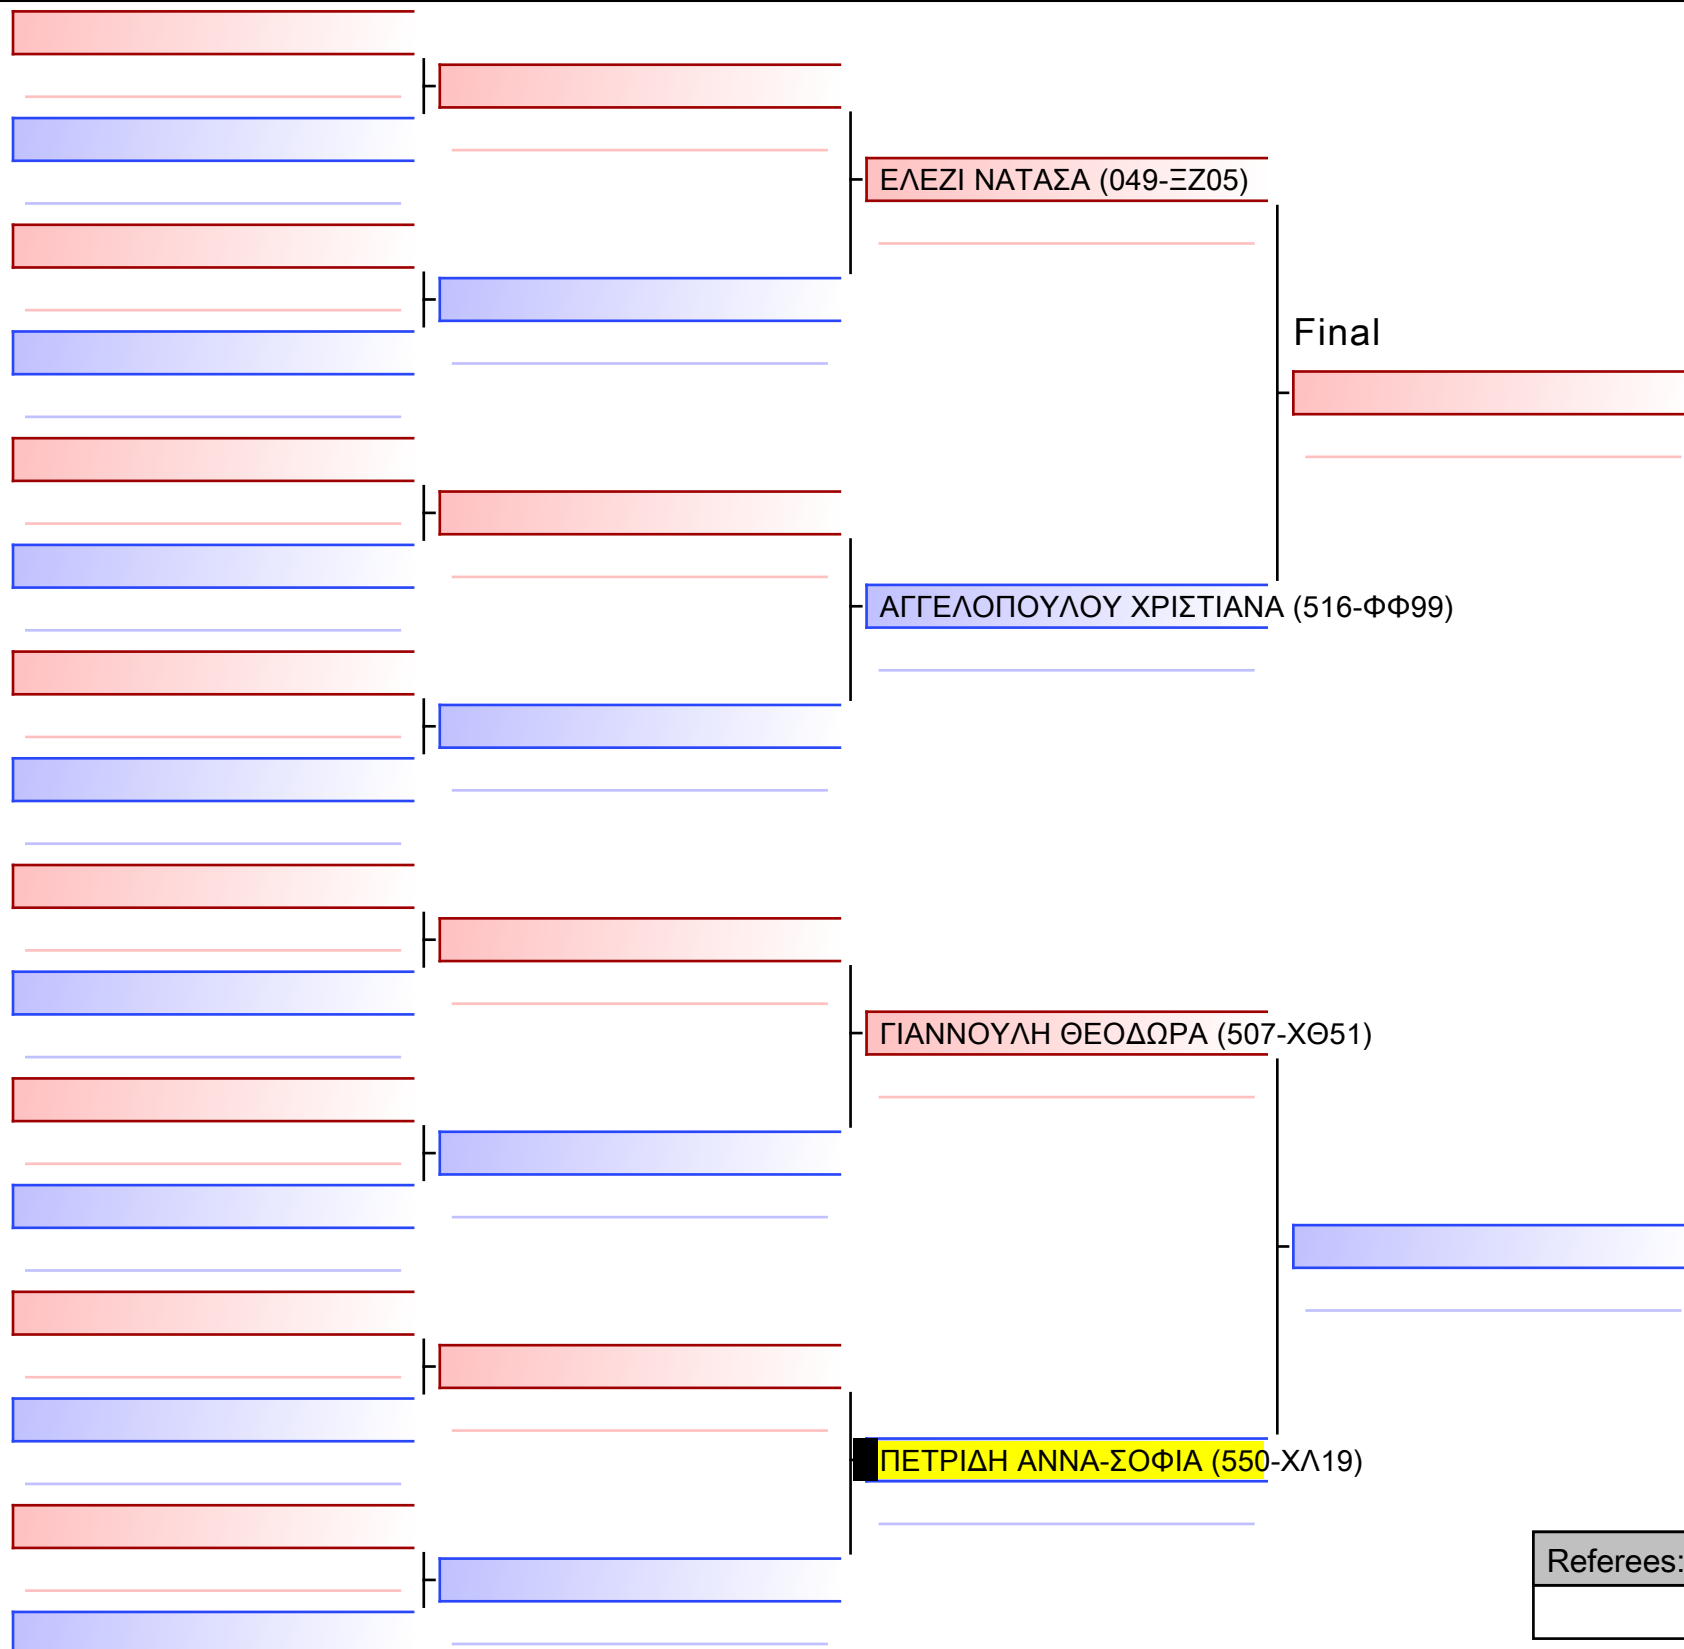 ΕΛΕΖΙ ΝΑΤΑΣΑ (049-ΞΖ05)
Final
ΑΓΓΕΛΟΠΟΥΛΟΥ ΧΡΙΣΤΙΑΝΑ (516-ΦΦ99)
ΓΙΑΝΝΟΥΛΗ ΘΕΟΔΩΡΑ (507-ΧΘ51)
ΠΕΤΡΙΔΗ ΑΝΝΑ-ΣΟΦΙΑ (550-ΧΛ19)
Referees: